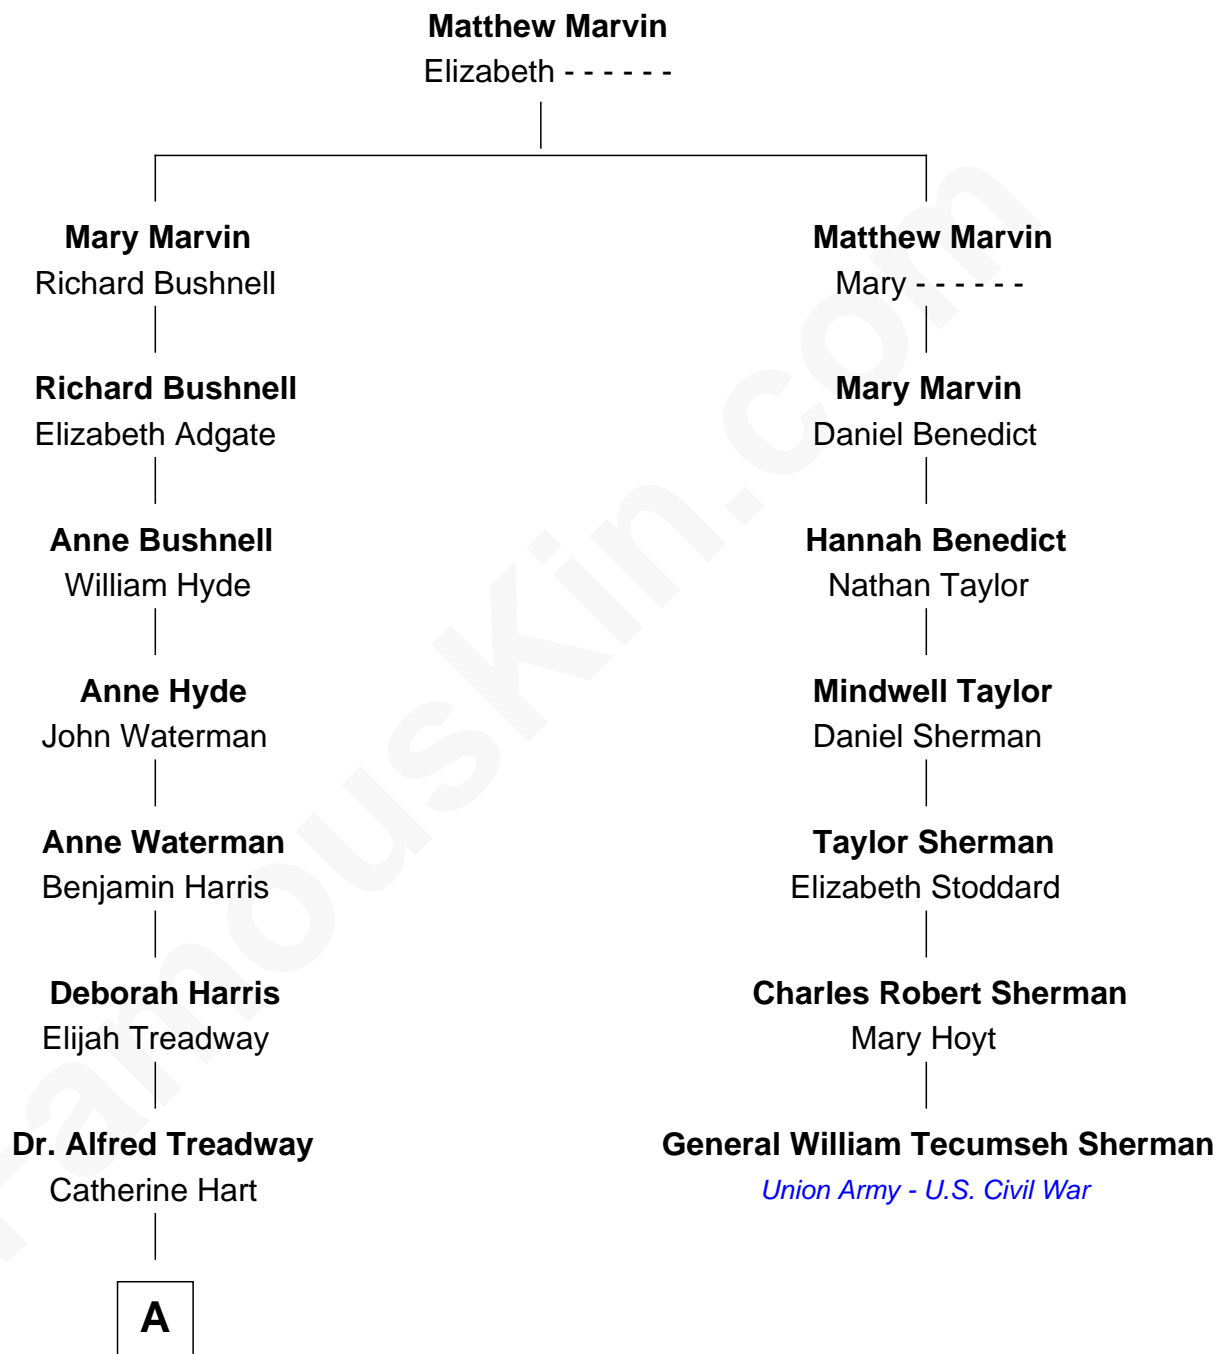 Matthew Marvin
Elizabeth - - - - - -
Mary Marvin
Richard Bushnell
Matthew Marvin
Mary - - - - - -
Richard Bushnell
Elizabeth Adgate
Mary Marvin
Daniel Benedict
Anne Bushnell
William Hyde
Hannah Benedict
Nathan Taylor
Anne Hyde
John Waterman
Mindwell Taylor
Daniel Sherman
Anne Waterman
Benjamin Harris
Taylor Sherman
Elizabeth Stoddard
Deborah Harris
Elijah Treadway
Charles Robert Sherman
Mary Hoyt
Dr. Alfred Treadway
Catherine Hart
General William Tecumseh Sherman
Union Army - U.S. Civil War
A
FamousKin.com